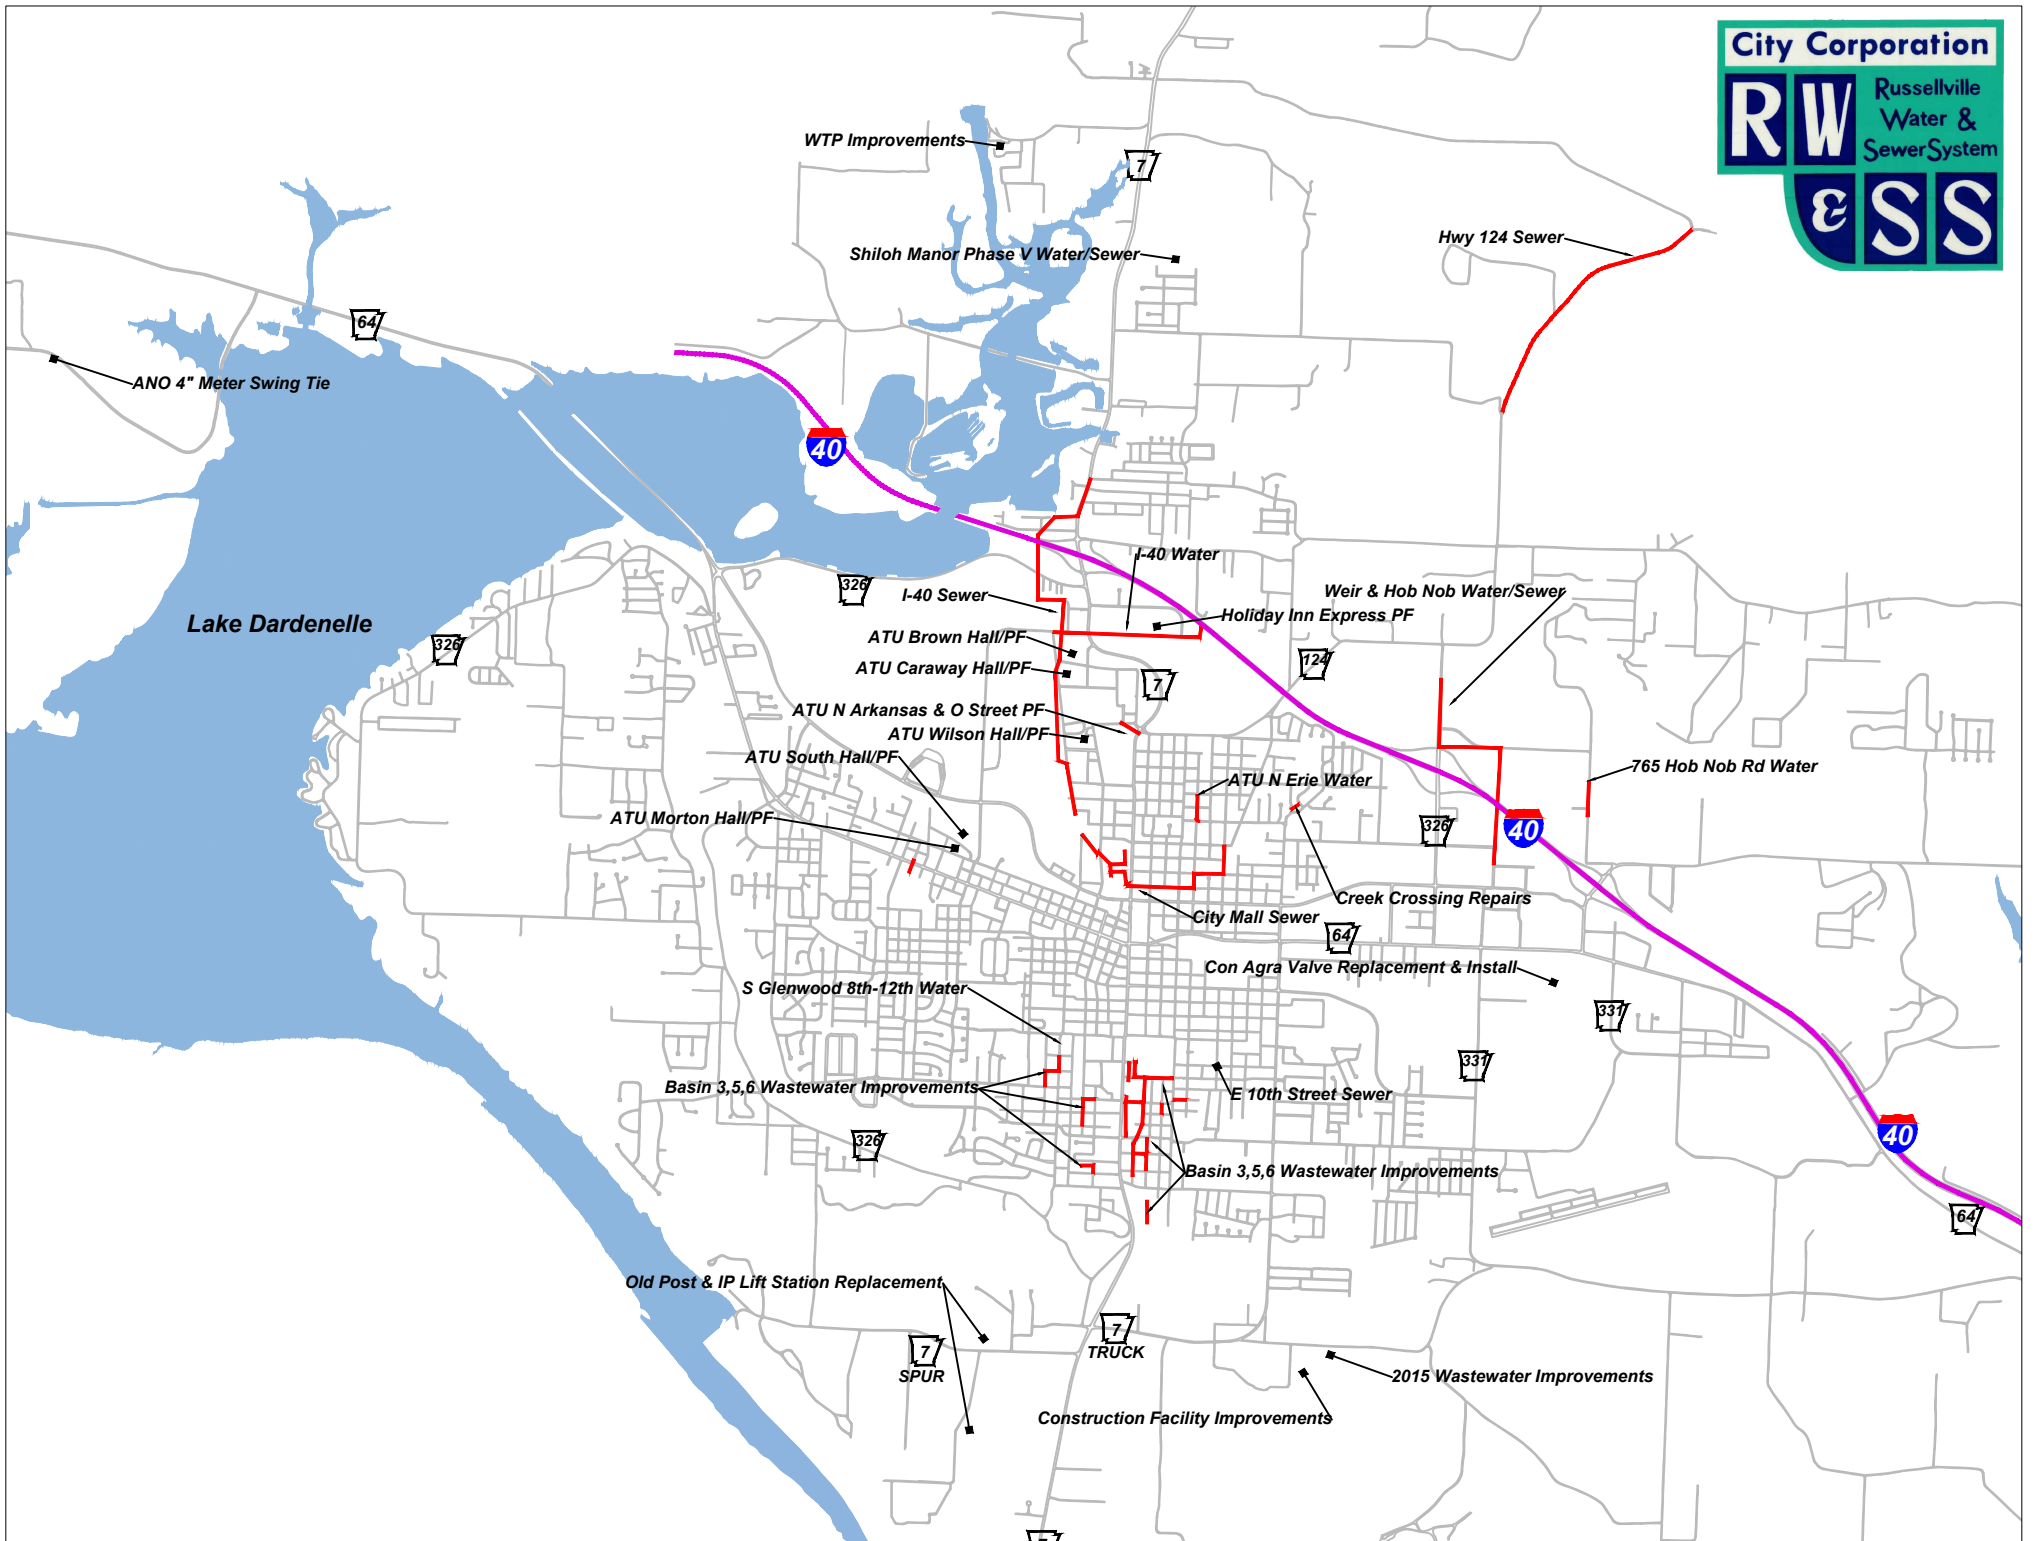 City Corporation
RW
Russellville
Water &
Sewer System
& SS
WTP Improvements
7
Shiloh Manor Phase V Water/Sewer
Hwy 124 Sewer
64
ANO 4" Meter Swing Tie
40
I-40 Water
326
I-40 Sewer
Weir & Hob Nob Water/Sewer
Holiday Inn Express PF
Lake Dardenelle
326
ATU Brown Hall/PF
124
ATU Caraway Hall/PF
7
ATU N Arkansas & O Street PF
ATU Wilson Hall/PF
ATU South Hall/PF
765 Hob Nob Rd Water
ATU N Erie Water
ATU Morton Hall/PF
326
40
Creek Crossing Repairs
City Mall Sewer
64
Con Agra Valve Replacement & Install
S Glenwood 8th-12th Water
331
331
Basin 3,5,6 Wastewater Improvements
E 10th Street Sewer
40
326
Basin 3,5,6 Wastewater Improvements
64
Old Post & IP Lift Station Replacement
7
TRUCK
7
SPUR
2015 Wastewater Improvements
Construction Facility Improvements